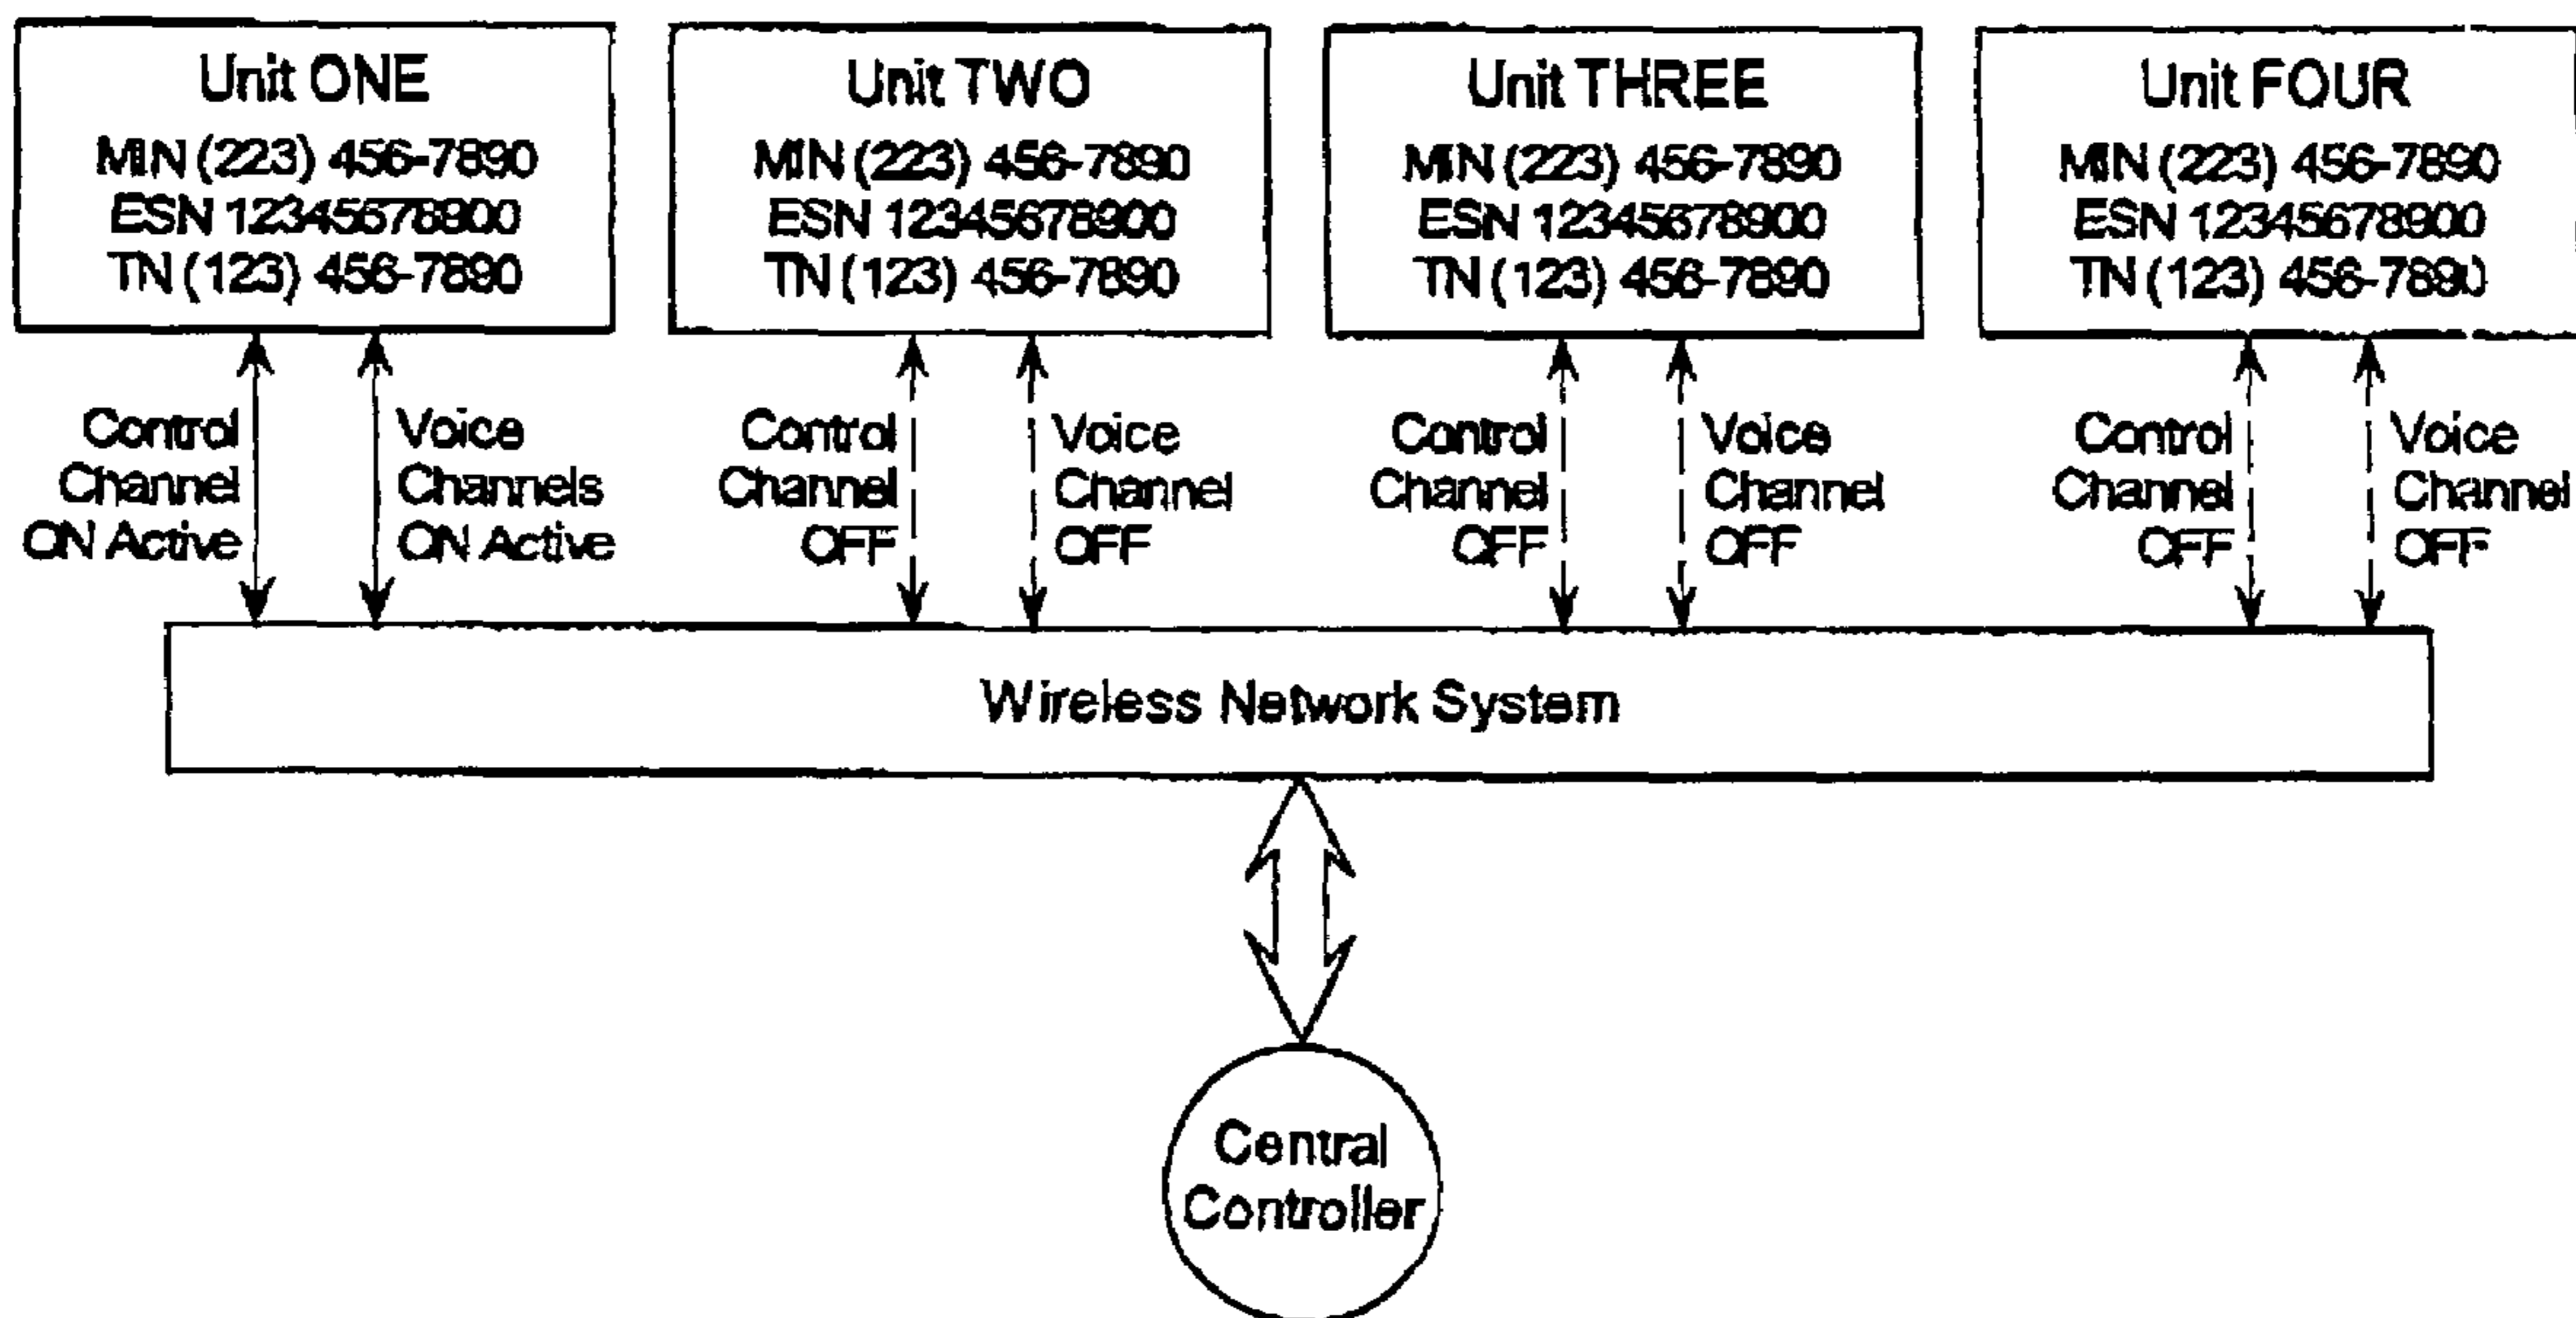 Unit ONE
MIN (223) 456-7890
ESN 12345678900
TN (123) 456-7890
Unit TWO
MIN (223) 456-7890
ESN 12345678900
TN (123) 456-7890
Unit THREE
MIN (223) 456-7890
ESN 12345678900
TN (123) 456-7890
Unit FOUR
MIN (223) 456-7890
ESN 12345678900
TN (123) 456-7890
Control
Channel
ON Active
Voice
Channels
ON Active
Control
Channel
OFF
Voice
Channel
OFF
Control
Channel
OFF
Voice
Channel
OFF
Control
Channel
OFF
Voice
Channel
OFF
Wireless Network System
Central
Controller